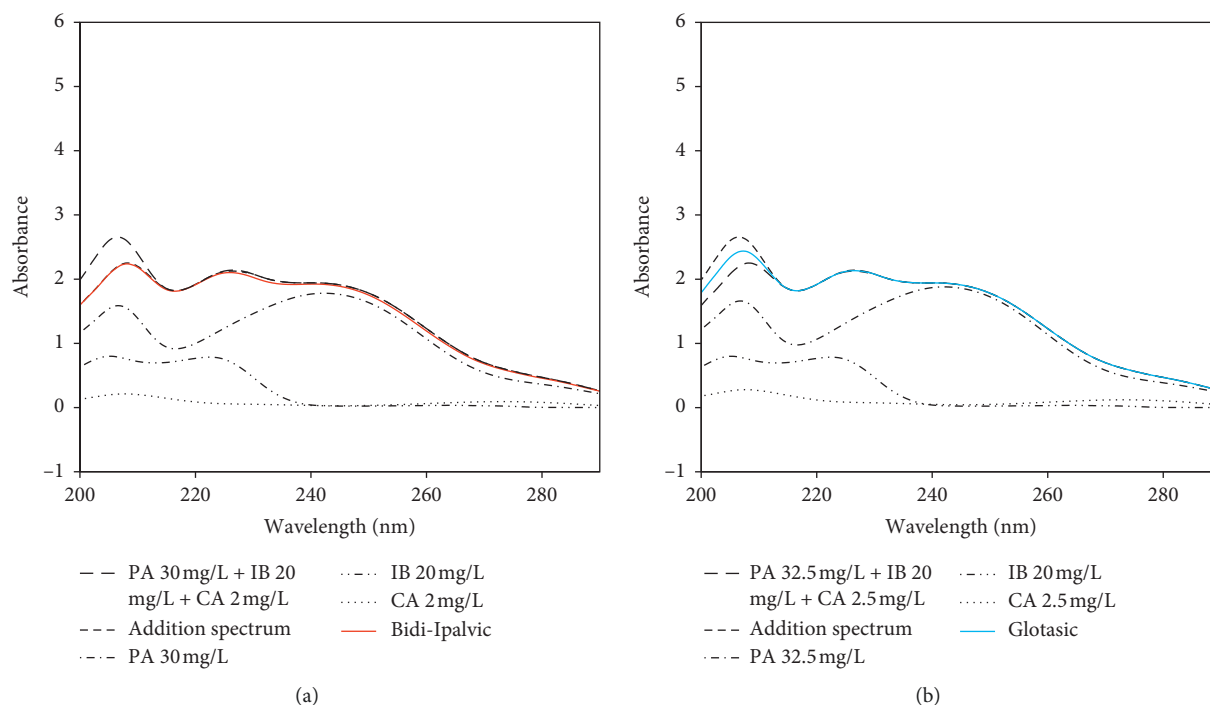 6
5
4
3
2
1
0
−1
Absorbance
200 220 240 260 280
Wavelength (nm)
PA 30 mg/L + IB 20
mg/L + CA 2 mg/L
Addition spectrum
PA 30 mg/L
IB 20 mg/L
CA 2 mg/L
Bidi-Ipalvic
(a)
6
5
4
3
2
1
0
−1
Absorbance
200 220 240 260 280
Wavelength (nm)
PA 32.5 mg/L + IB 20
mg/L + CA 2.5 mg/L
Addition spectrum
PA 32.5 mg/L
IB 20 mg/L
CA 2.5 mg/L
Glotasic
(b)